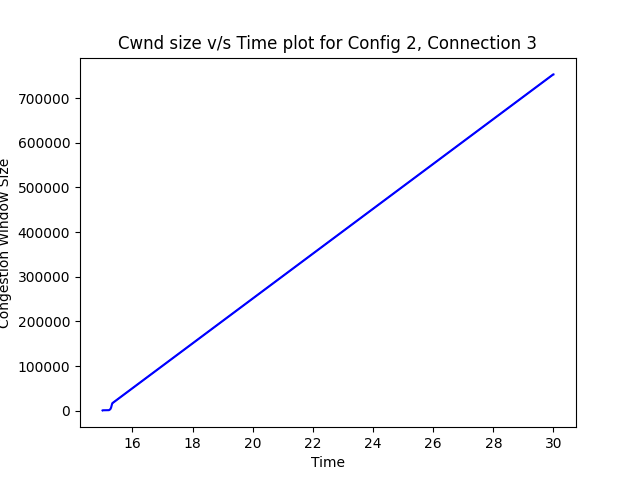 Cwnd size v/s Time plot for Config 2, Connection 3
700000
600000
500000
400000
300000
200000
100000
0
Congestion Window Size
16 18 20 22 24 26 28 30
Time